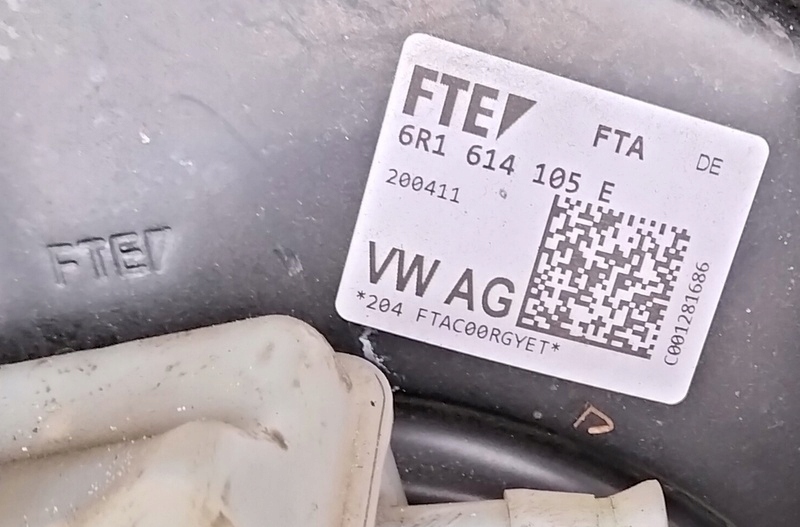 FTE
FTA DE
6R1 614 105 E
200411
VW AG
*204 FTAC00RGYET*
C001281686
FTE